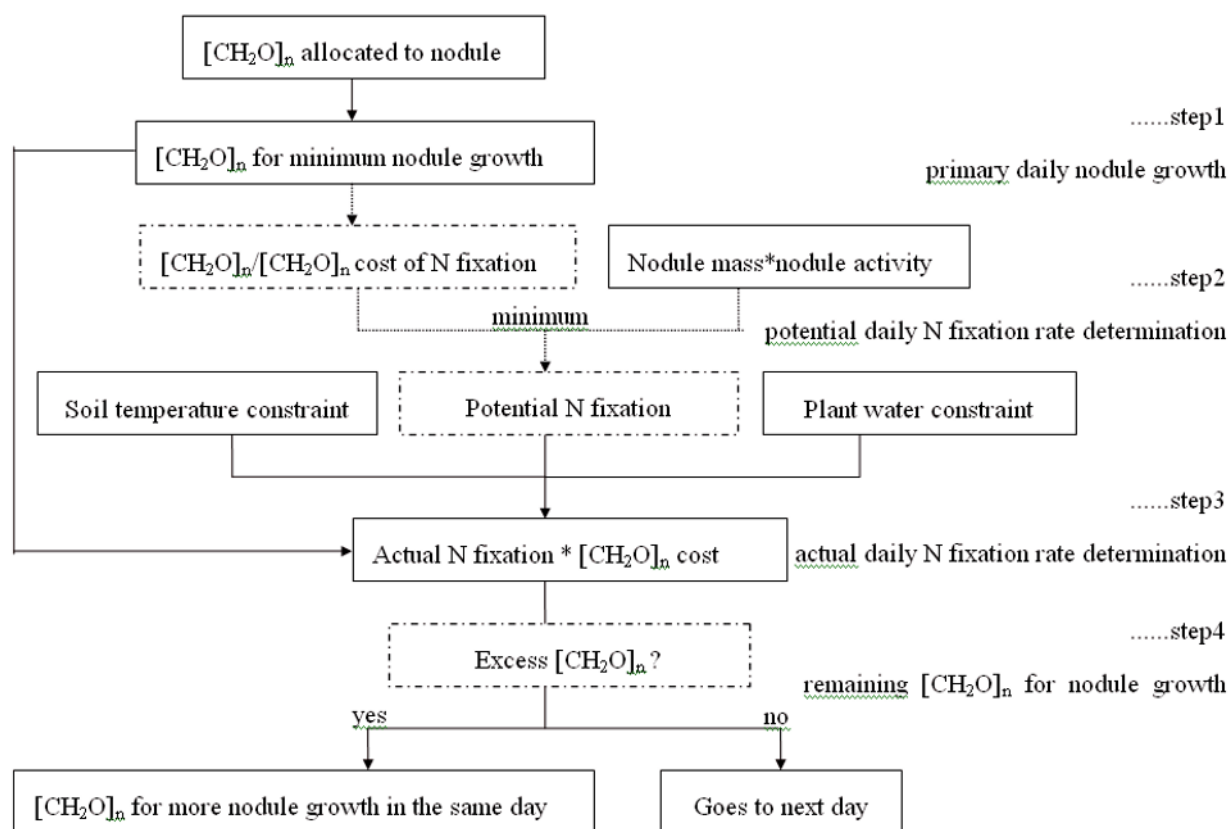 [CH₂O]ₙ allocated to nodule
......step1
[CH₂O]ₙ for minimum nodule growth
primary daily nodule growth
[CH₂O]ₙ/[CH₂O]ₙ cost of N fixation
Nodule mass*nodule activity
......step2
minimum
potential daily N fixation rate determination
Soil temperature constraint
Potential N fixation
Plant water constraint
......step3
Actual N fixation * [CH₂O]ₙ cost
actual daily N fixation rate determination
......step4
Excess [CH₂O]ₙ?
remaining [CH₂O]ₙ for nodule growth
yes
no
[CH₂O]ₙ for more nodule growth in the same day
Goes to next day